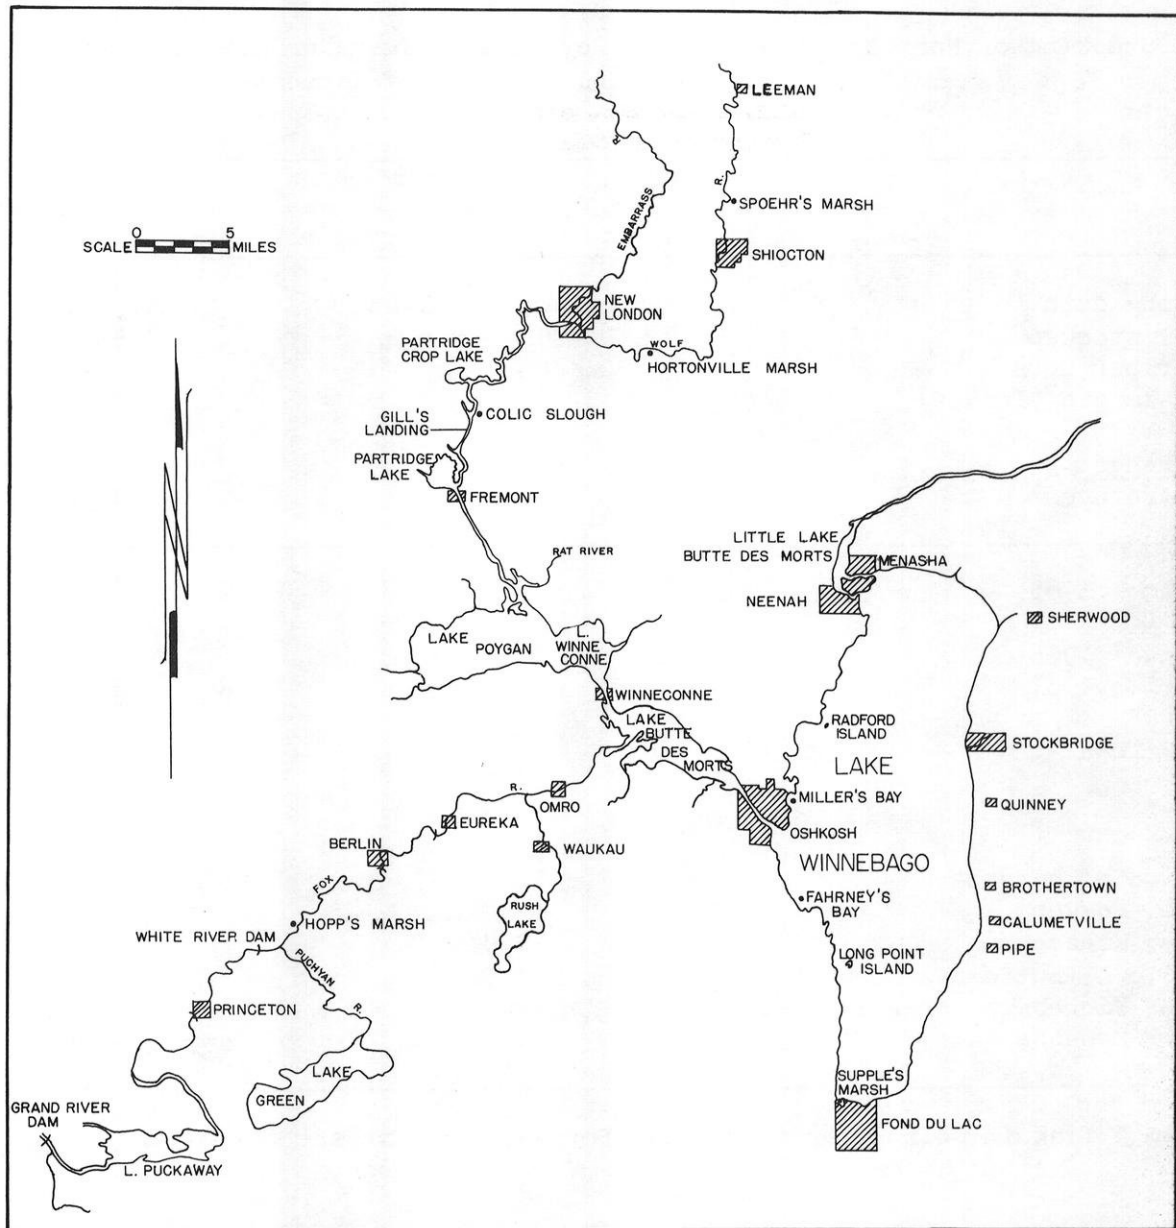 LEEMAN
R.
R.
SPOEHR'S MARSH
EMBARRASS
0 5
SCALE MILES
SHIOCTON
NEW
LONDON
WOLF
HORTONVILLE MARSH
PARTRIDGE
CROP LAKE
COLIC SLOUGH
GILL'S
LANDING
PARTRIDGE
LAKE
FREMONT
RAT RIVER
LITTLE LAKE
BUTTE DES MORTS
MENASHA
NEENAH
SHERWOOD
LAKE
POYGAN
L.
WINNE
CONNE
WINNECONNE
LAKE
BUTTE
DES
MORTS
RADFORD
ISLAND
STOCKBRIDGE
LAKE
WINNEBAGO
MILLER'S BAY
QUINNEY
OSHKOSH
R.
OMRO
EUREKA
WAUKAU
BERLIN
FOX
RUSH
LAKE
BROTHERTOWN
FAHRNEY'S
BAY
CALUMETVILLE
HOPP'S MARSH
WHITE RIVER DAM
PUCHYAN
R.
LONG POINT
ISLAND
PIPE
PRINCETON
LAKE
GREEN
SUPPLE'S
MARSH
FOND DU LAC
GRAND RIVER
DAM
L. PUCKAWAY